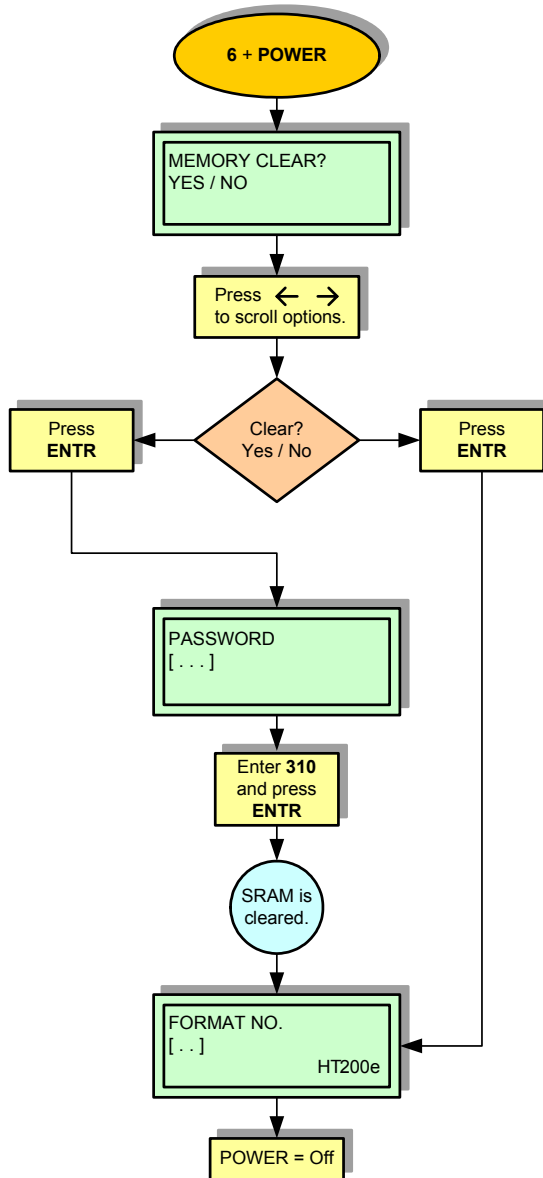 6 + POWER
MEMORY CLEAR?
YES / NO
Press ← →
to scroll options.
Clear?
Yes / No
Press
ENTR
Press
ENTR
PASSWORD
[ . . . ]
Enter 310
and press
ENTR
SRAM is
cleared.
FORMAT NO.
[ . . ]
HT200e
POWER = Off